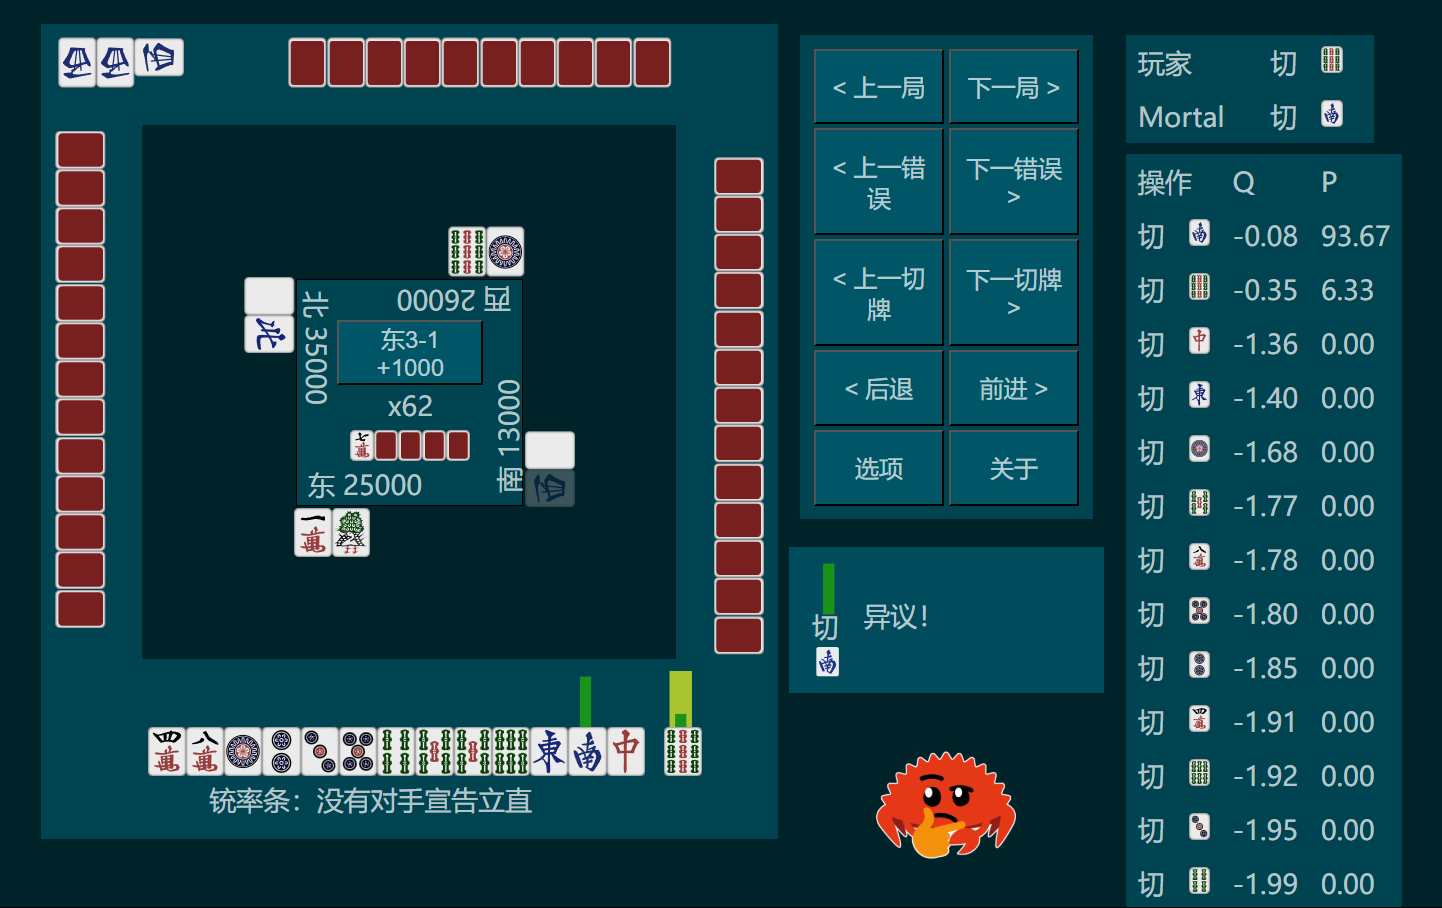 北 35000
西 26000
东3-1
+1000
x62
南 13000
东 25000
铳率条：没有对手宣告立直
< 上一局
下一局 >
< 上一错误
下一错误 >
< 上一切牌
下一切牌 >
< 后退
前进 >
选项
关于
切
异议！
玩家 切
Mortal 切
操作 Q P
切 -0.08 93.67
切 -0.35 6.33
切 -1.36 0.00
切 -1.40 0.00
切 -1.68 0.00
切 -1.77 0.00
切 -1.78 0.00
切 -1.80 0.00
切 -1.85 0.00
切 -1.91 0.00
切 -1.92 0.00
切 -1.95 0.00
切 -1.99 0.00